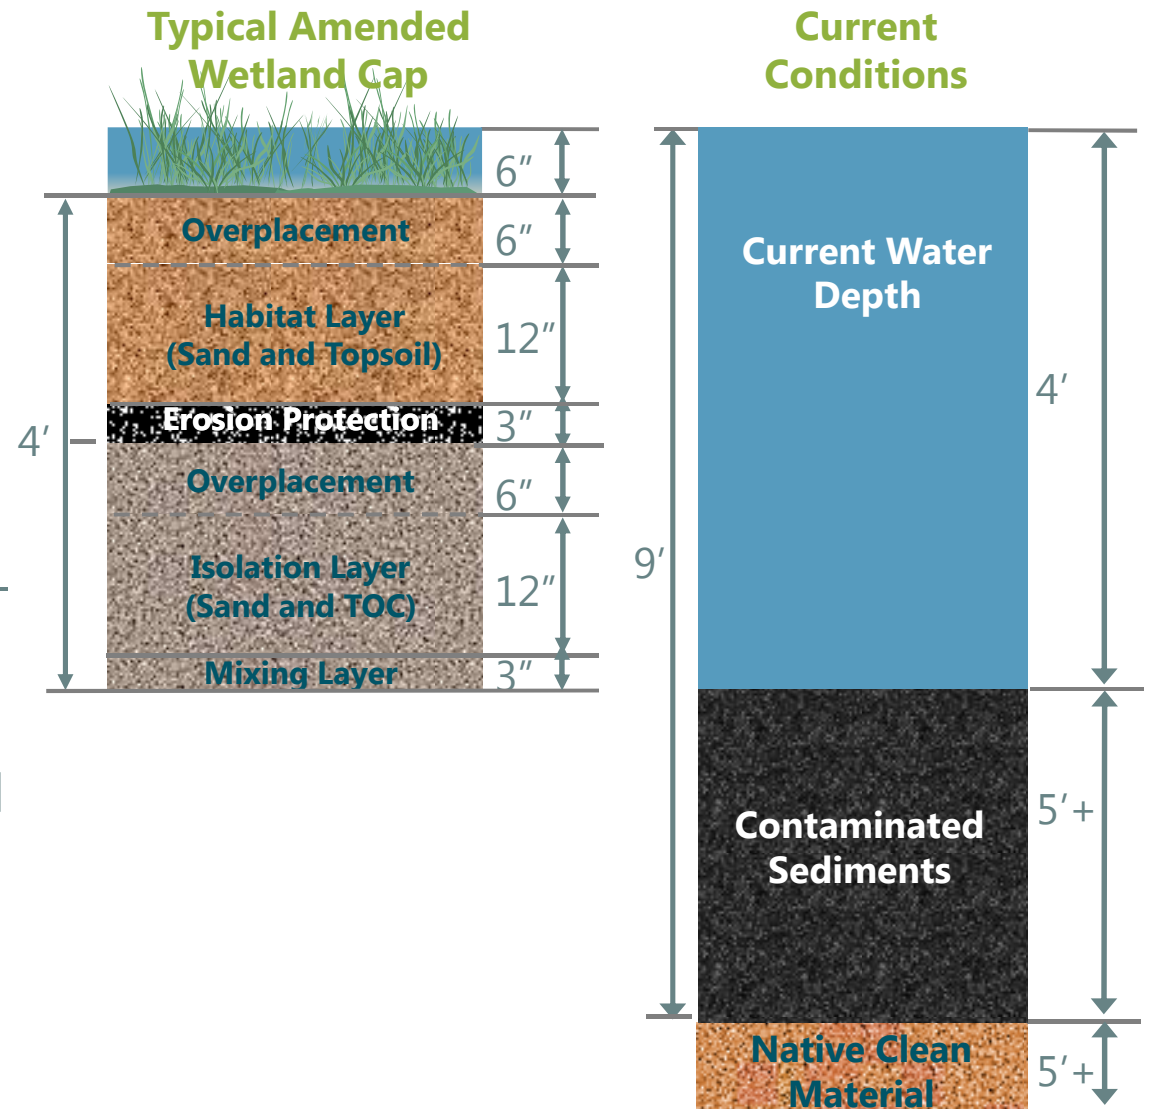 Typical Amended
Wetland Cap
6”
Overplacement
6”
Habitat Layer
(Sand and Topsoil)
12”
Erosion Protection
3”
4’
Overplacement
6”
Isolation Layer
(Sand and TOC)
12”
Mixing Layer
3”
Current
Conditions
Current Water
Depth
4’
9’
Contaminated
Sediments
5’+
Native Clean
Material
5’+